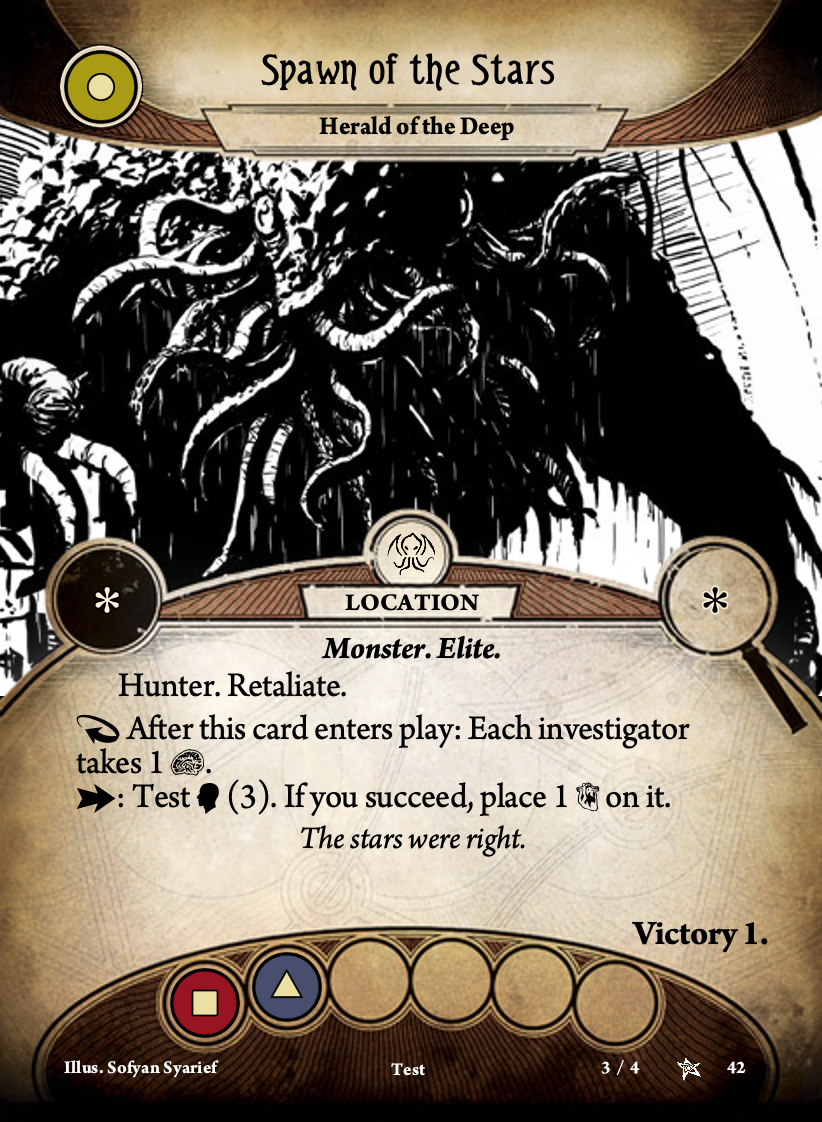 Spawn of the Stars
Herald of the Deep
*
LOCATION
*
Monster. Elite.
Hunter. Retaliate.
After this card enters play: Each investigator
takes 1 .
: Test (3). If you succeed, place 1 on it.
The stars were right.
Victory 1.
Illus. Sofyan Syarief
Test
3 / 4
42